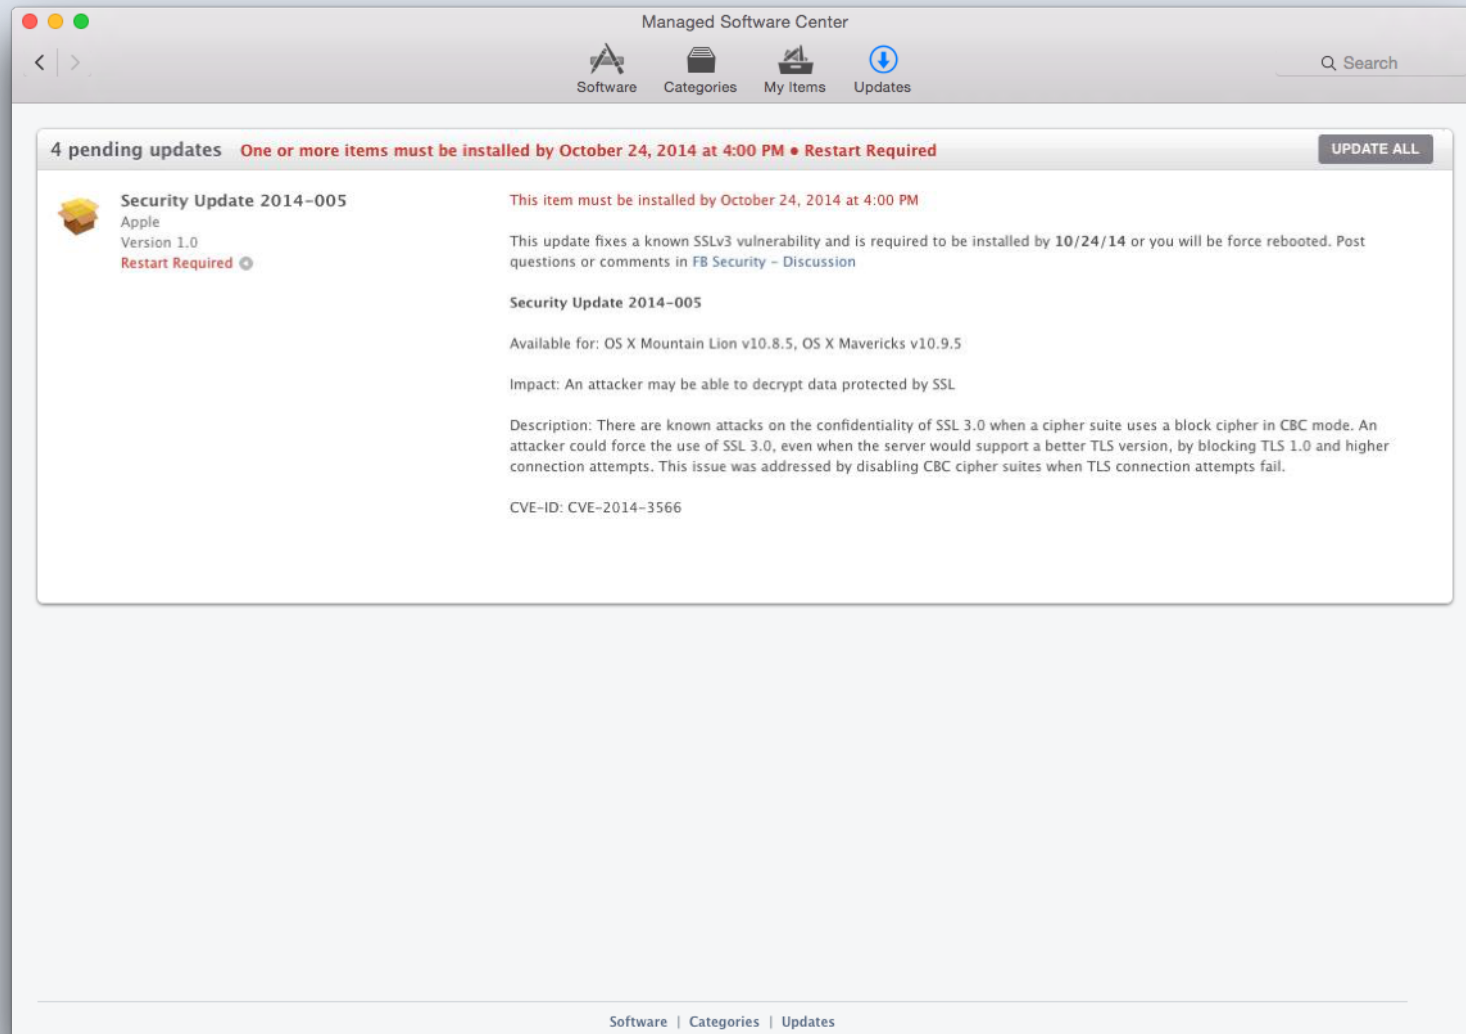 Managed Software Center
Software Categories My Items Updates
Search
4 pending updates One or more items must be installed by October 24, 2014 at 4:00 PM • Restart Required
UPDATE ALL
Security Update 2014-005
Apple
Version 1.0
Restart Required
This item must be installed by October 24, 2014 at 4:00 PM
This update fixes a known SSLv3 vulnerability and is required to be installed by 10/24/14 or you will be force rebooted. Post
questions or comments in FB Security - Discussion
Security Update 2014-005
Available for: OS X Mountain Lion v10.8.5, OS X Mavericks v10.9.5
Impact: An attacker may be able to decrypt data protected by SSL
Description: There are known attacks on the confidentiality of SSL 3.0 when a cipher suite uses a block cipher in CBC mode. An
attacker could force the use of SSL 3.0, even when the server would support a better TLS version, by blocking TLS 1.0 and higher
connection attempts. This issue was addressed by disabling CBC cipher suites when TLS connection attempts fail.
CVE-ID: CVE-2014-3566
Software | Categories | Updates